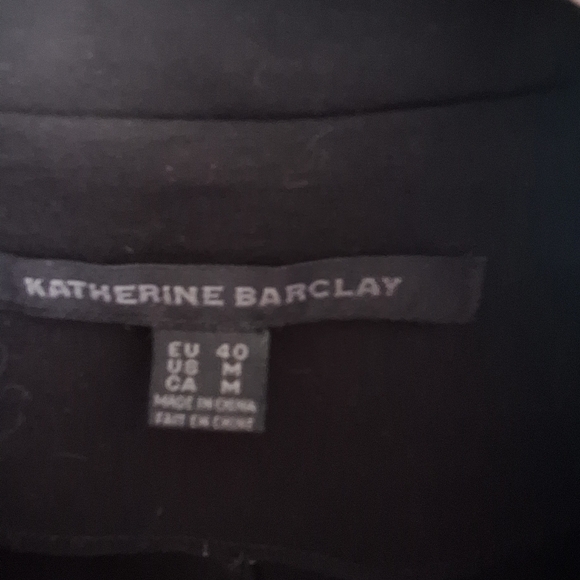 KATHERINE BARCLAY
EU 40
US M
CA M
MADE IN CHINA
FAIT EN CHINE